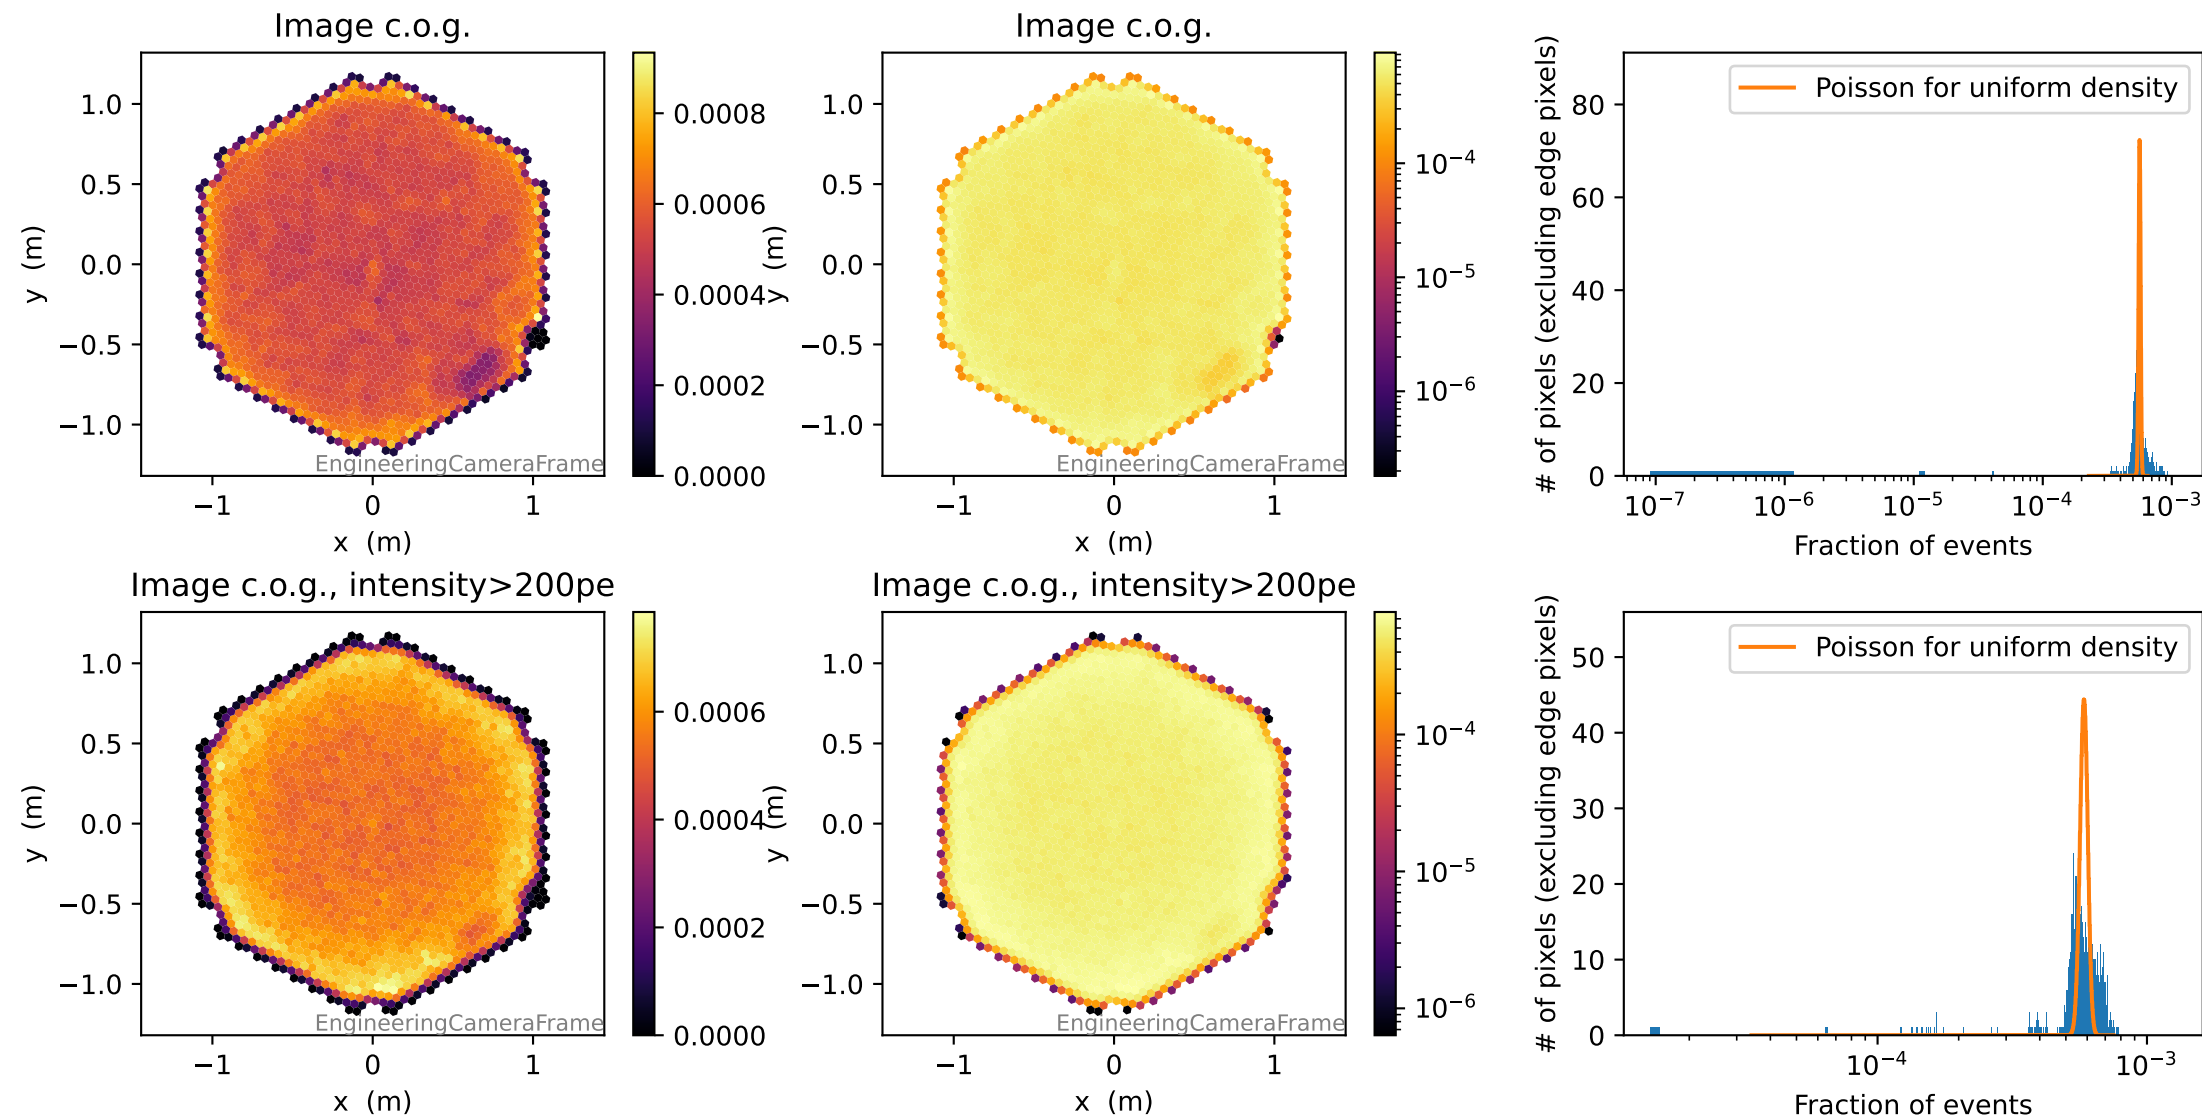 Image c.o.g.
y (m)
1.0
0.5
0.0
−0.5
−1.0
−1 0 1
x (m)
EngineeringCameraFrame
0.0008
0.0006
0.0004
0.0002
0.0000
Image c.o.g.
y (m)
1.0
0.5
0.0
−0.5
−1.0
−1 0 1
x (m)
EngineeringCameraFrame
10⁻⁴
10⁻⁵
10⁻⁶
# of pixels (excluding edge pixels)
80
60
40
20
0
Poisson for uniform density
10⁻⁷ 10⁻⁶ 10⁻⁵ 10⁻⁴ 10⁻³
Fraction of events
Image c.o.g., intensity>200pe
y (m)
1.0
0.5
0.0
−0.5
−1.0
−1 0 1
x (m)
EngineeringCameraFrame
0.0006
0.0004
0.0002
0.0000
Image c.o.g., intensity>200pe
y (m)
1.0
0.5
0.0
−0.5
−1.0
−1 0 1
x (m)
EngineeringCameraFrame
10⁻⁴
10⁻⁵
10⁻⁶
# of pixels (excluding edge pixels)
50
40
30
20
10
0
Poisson for uniform density
10⁻⁴ 10⁻³
Fraction of events